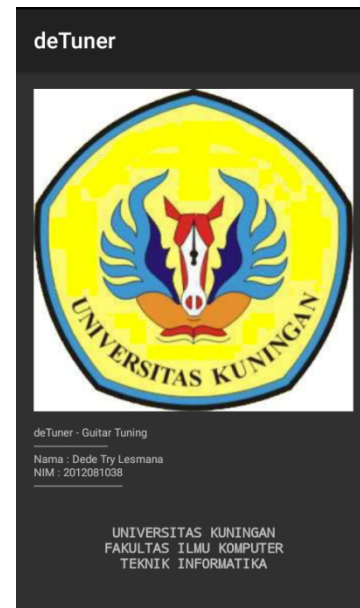 deTuner
UNIVERSITAS KUNINGAN
deTuner - Guitar Tuning
Nama : Dede Try Lesmana
NIM : 2012081038
UNIVERSITAS KUNINGAN
FAKULTAS ILMU KOMPUTER
TEKNIK INFORMATIKA